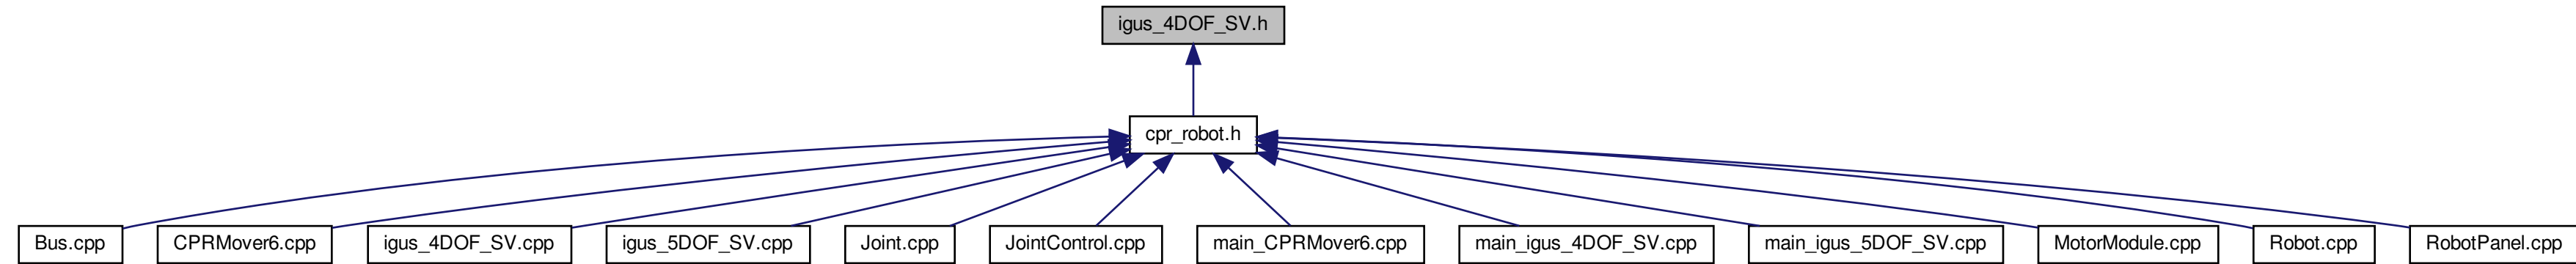 igus_4DOF_SV.h
cpr_robot.h
Bus.cpp
CPRMover6.cpp
igus_4DOF_SV.cpp
igus_5DOF_SV.cpp
Joint.cpp
JointControl.cpp
main_CPRMover6.cpp
main_igus_4DOF_SV.cpp
main_igus_5DOF_SV.cpp
MotorModule.cpp
Robot.cpp
RobotPanel.cpp